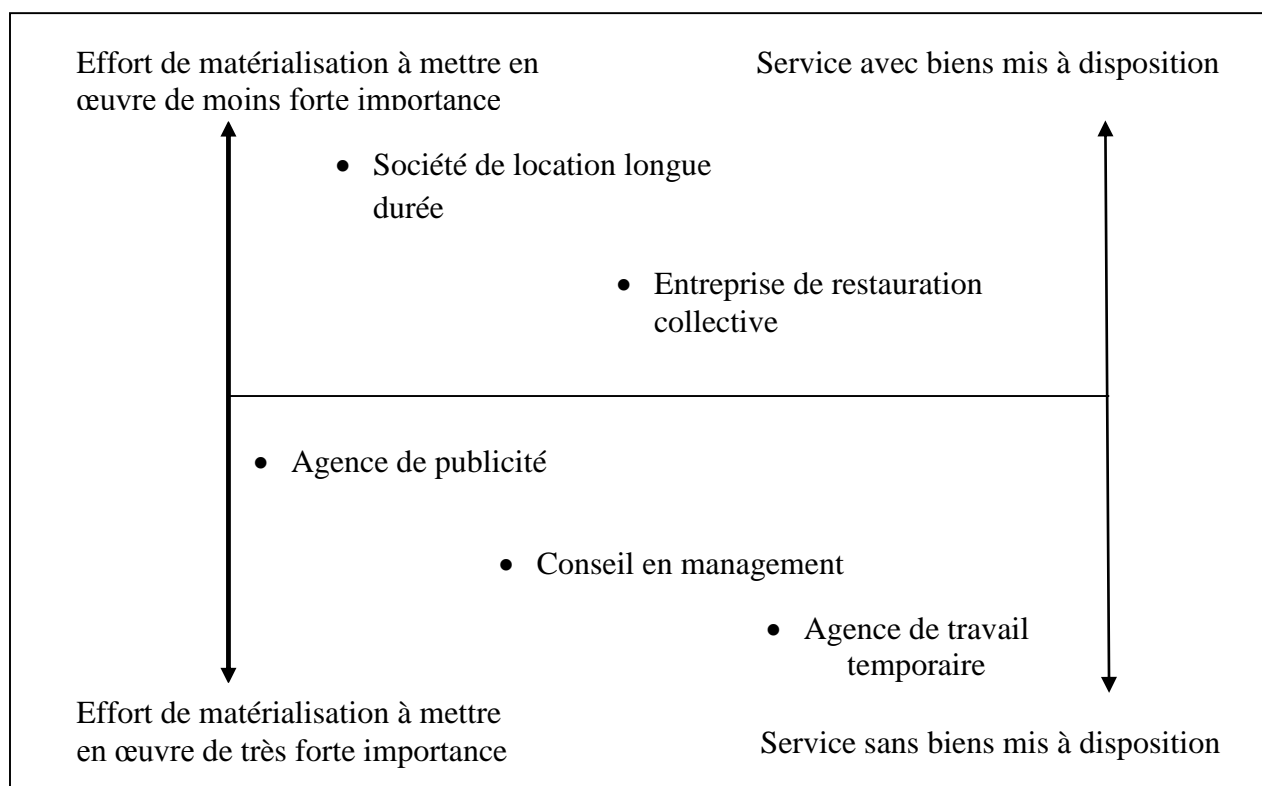 Effort de matérialisation à mettre en
œuvre de moins forte importance
Service avec biens mis à disposition
• Société de location longue
durée
• Entreprise de restauration
collective
• Agence de publicité
• Conseil en management
• Agence de travail
temporaire
Effort de matérialisation à mettre
en œuvre de très forte importance
Service sans biens mis à disposition